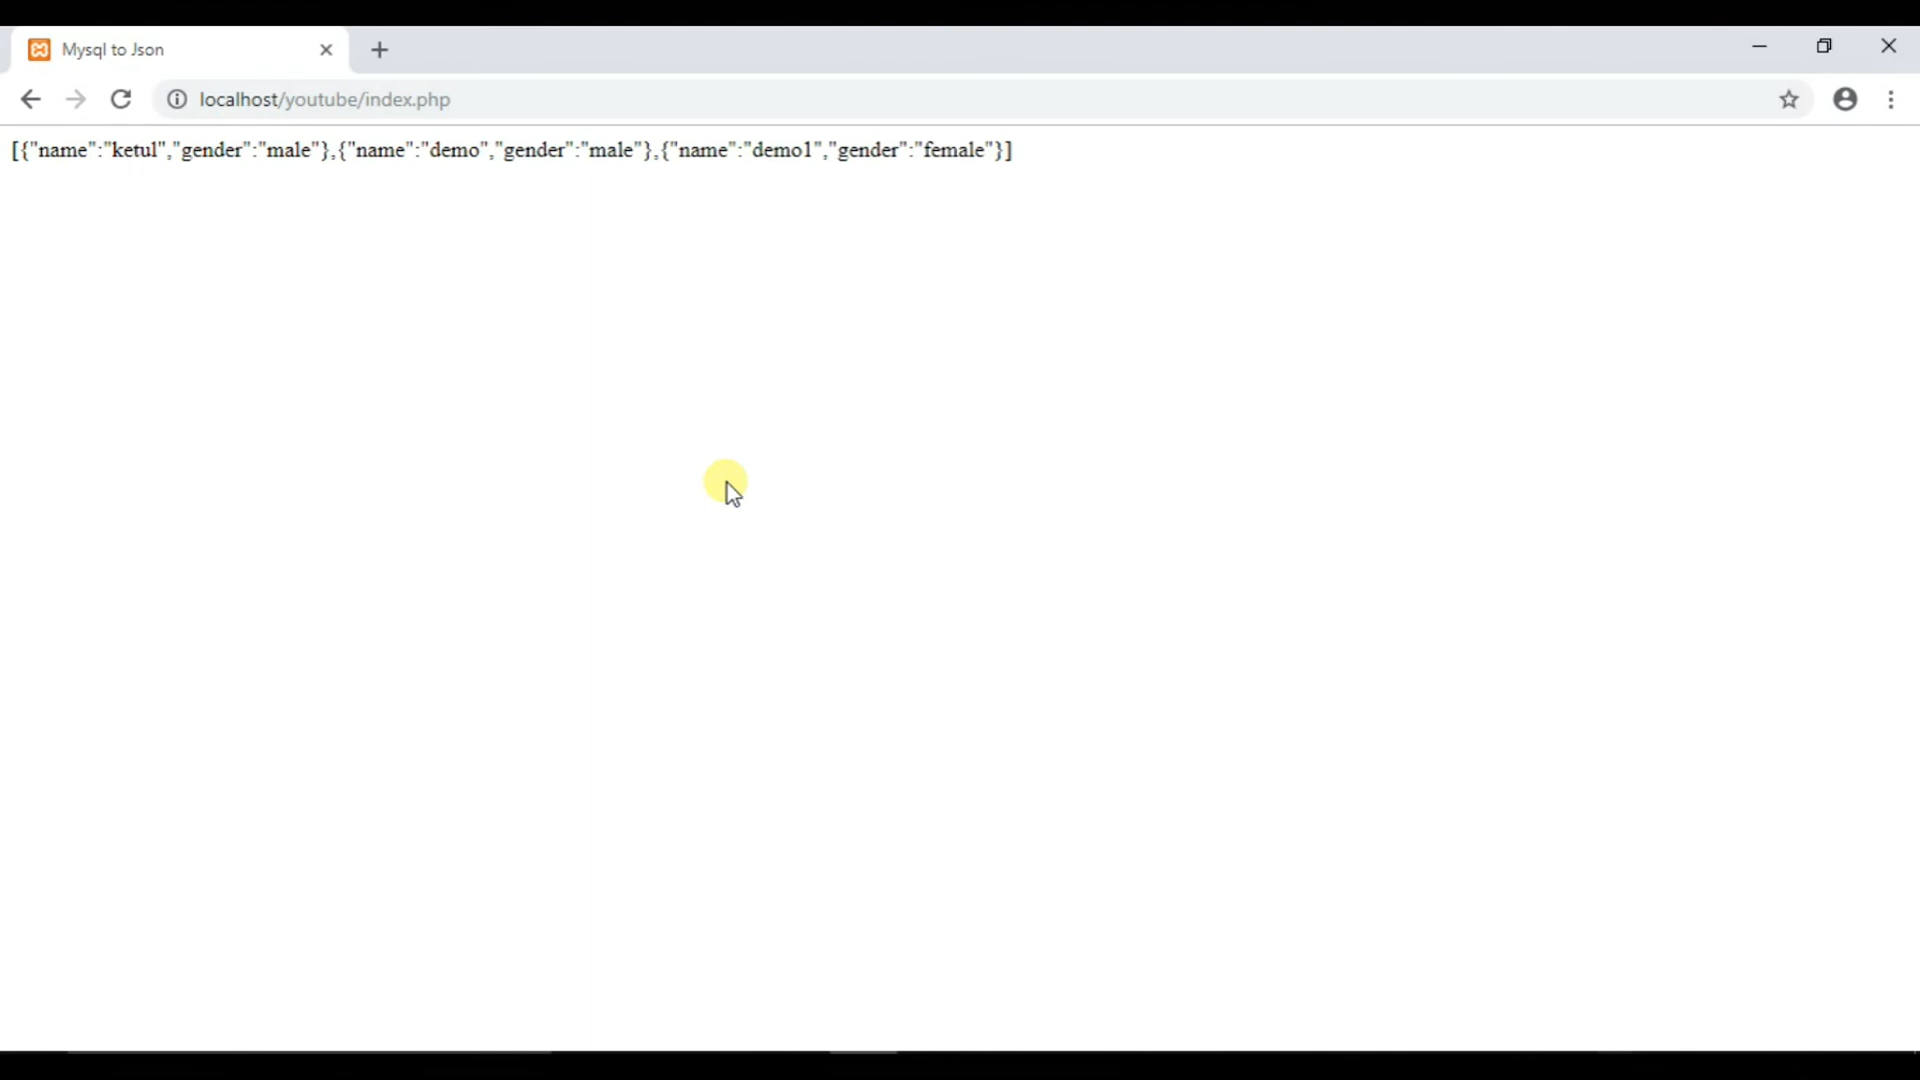 Mysql to Json
localhost/youtube/index.php
[{"name":"ketul","gender":"male"},{"name":"demo","gender":"male"},{"name":"demo1","gender":"female"}]